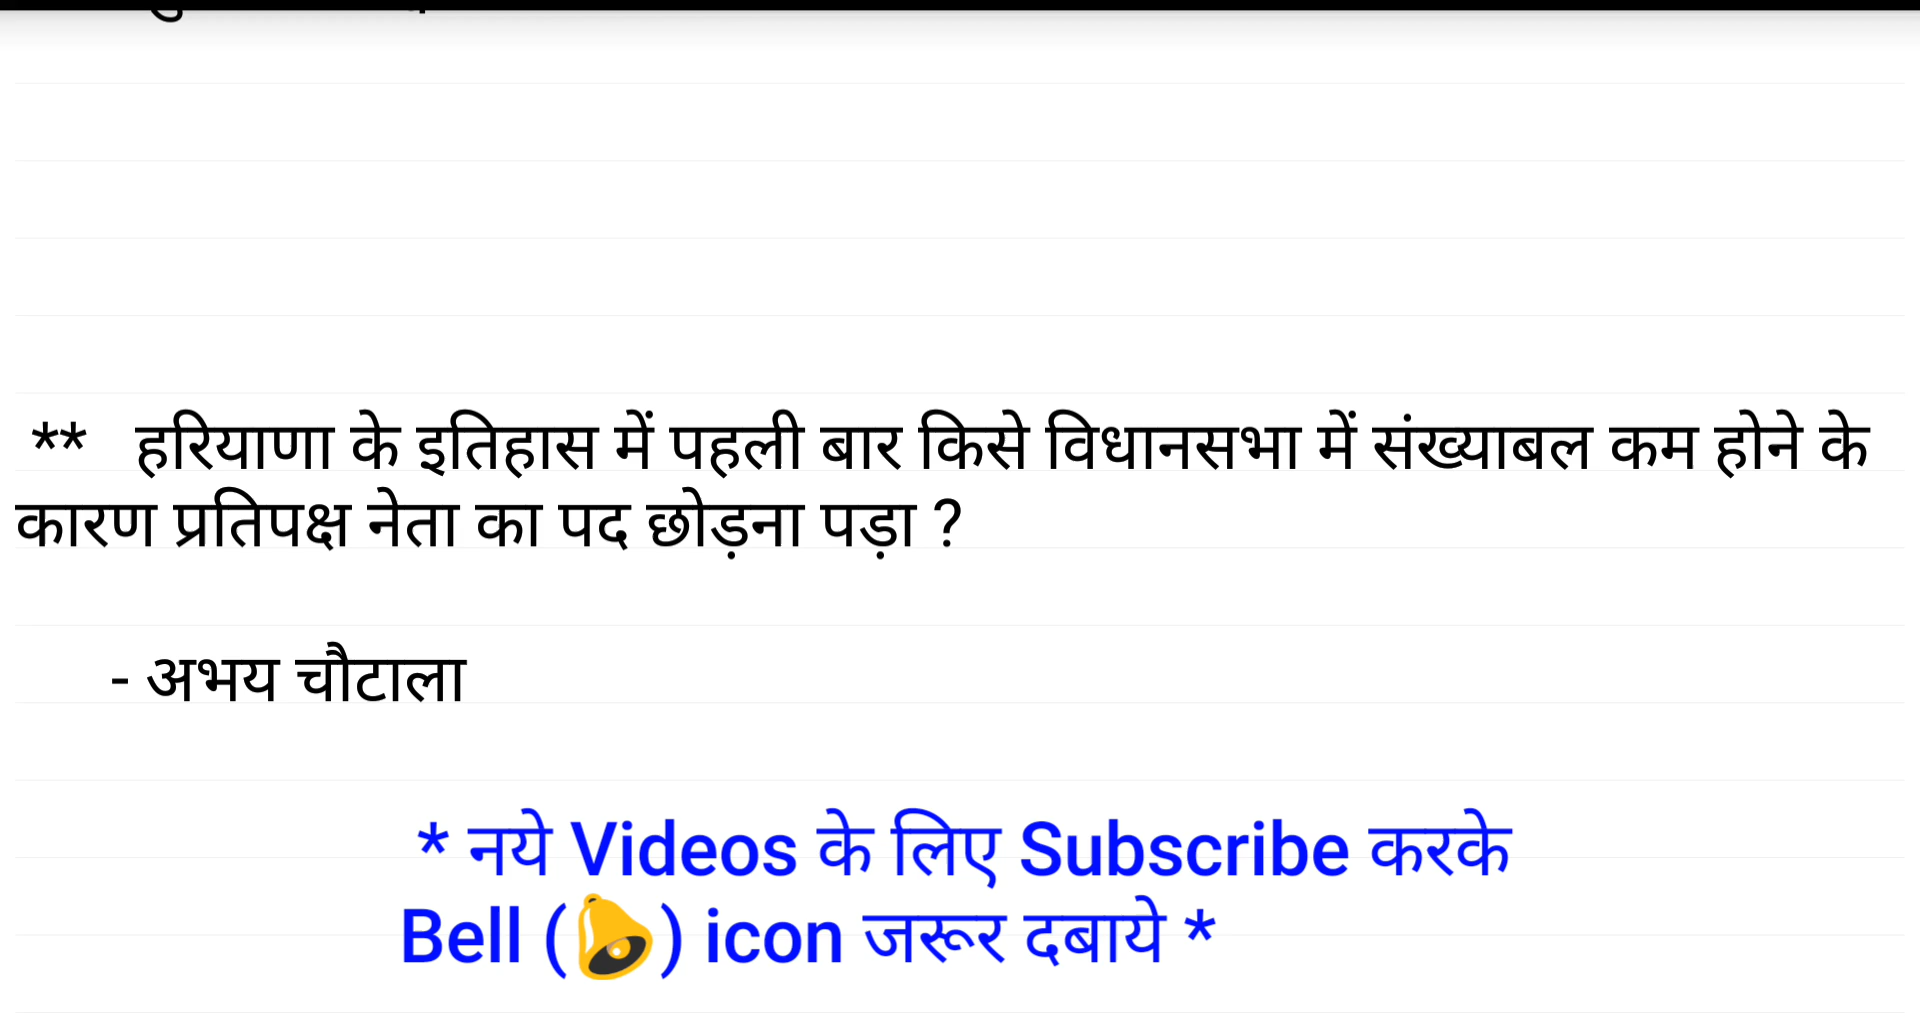 ** हरियाणा के इतिहास में पहली बार किसे विधानसभा में संख्याबल कम होने के
कारण प्रतिपक्ष नेता का पद छोड़ना पड़ा ?
- अभय चौटाला
* नये Videos के लिए Subscribe करके
Bell (🔔) icon जरूर दबाये *